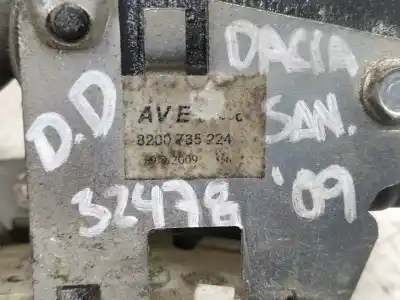 DACIA
SAN.
'09
D.D
32478
AVE
8200 735 224
2009